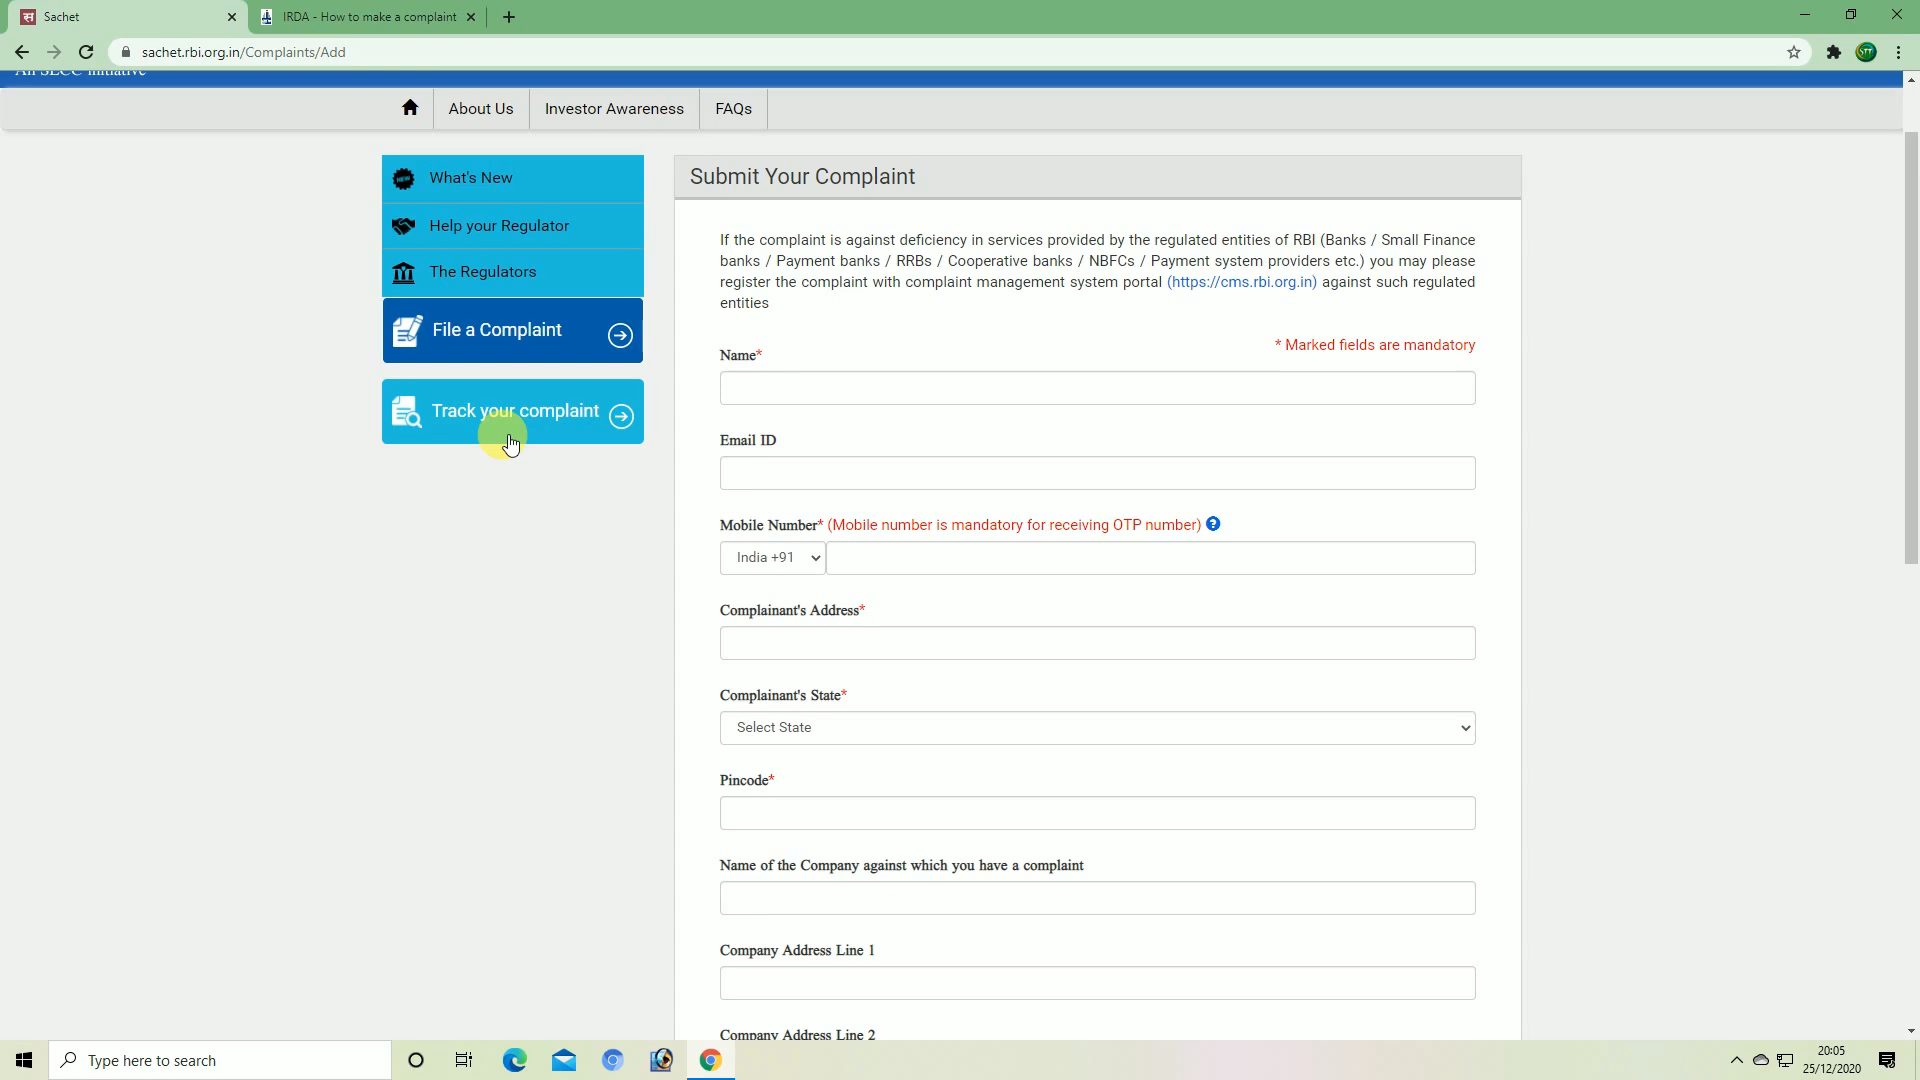 Sachet
IRDA - How to make a complaint
sachet.rbi.org.in/Complaints/Add
An SLCC Initiative
About Us
Investor Awareness
FAQs
What's New
Help your Regulator
The Regulators
File a Complaint
Track your complaint
Submit Your Complaint
If the complaint is against deficiency in services provided by the regulated entities of RBI (Banks / Small Finance
banks / Payment banks / RRBs / Cooperative banks / NBFCs / Payment system providers etc.) you may please
register the complaint with complaint management system portal (https://cms.rbi.org.in) against such regulated
entities
* Marked fields are mandatory
Name*
Email ID
Mobile Number* (Mobile number is mandatory for receiving OTP number)
India +91
Complainant's Address*
Complainant's State*
Select State
Pincode*
Name of the Company against which you have a complaint
Company Address Line 1
Company Address Line 2
Type here to search
20:05
25/12/2020